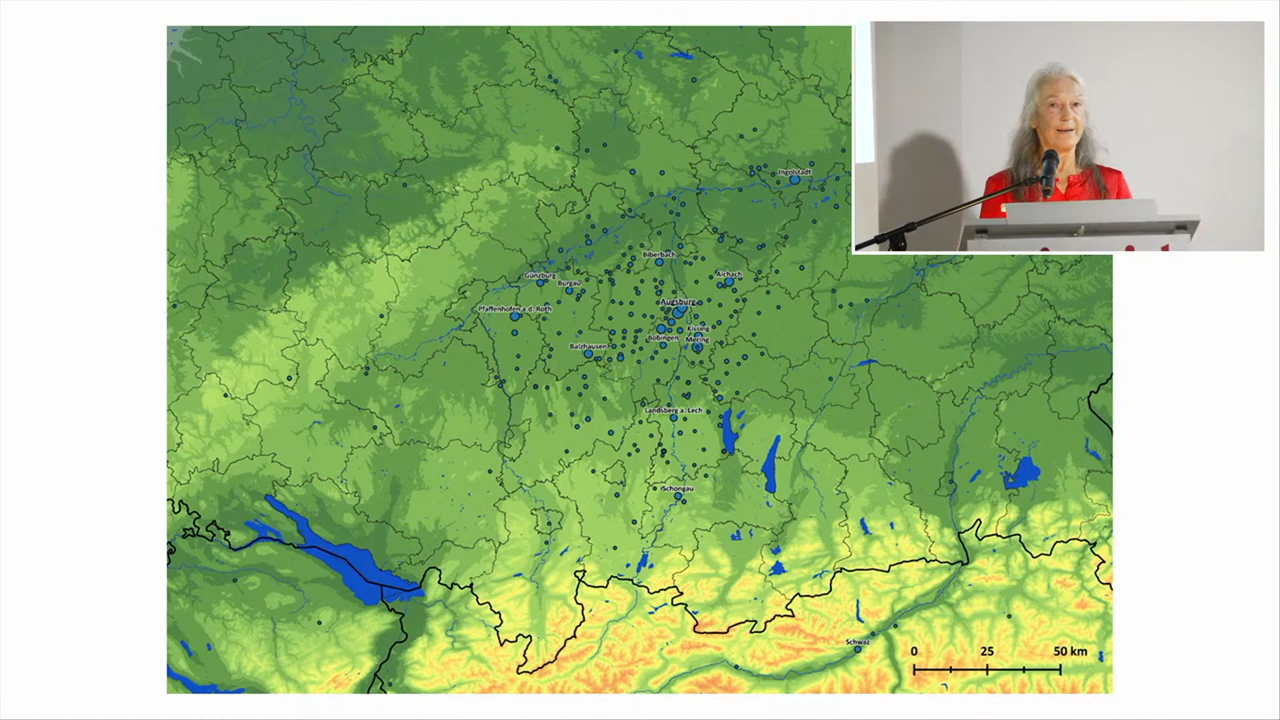 Ingolstadt
Biberbach
Günzburg
Burgau
Aichach
Augsburg
Pfaffenhofen a.d. Roth
Kissing
Bobingen
Mering
Balzhausen
Landsberg a. Lech
Schongau
Schwaz
0 25 50 km